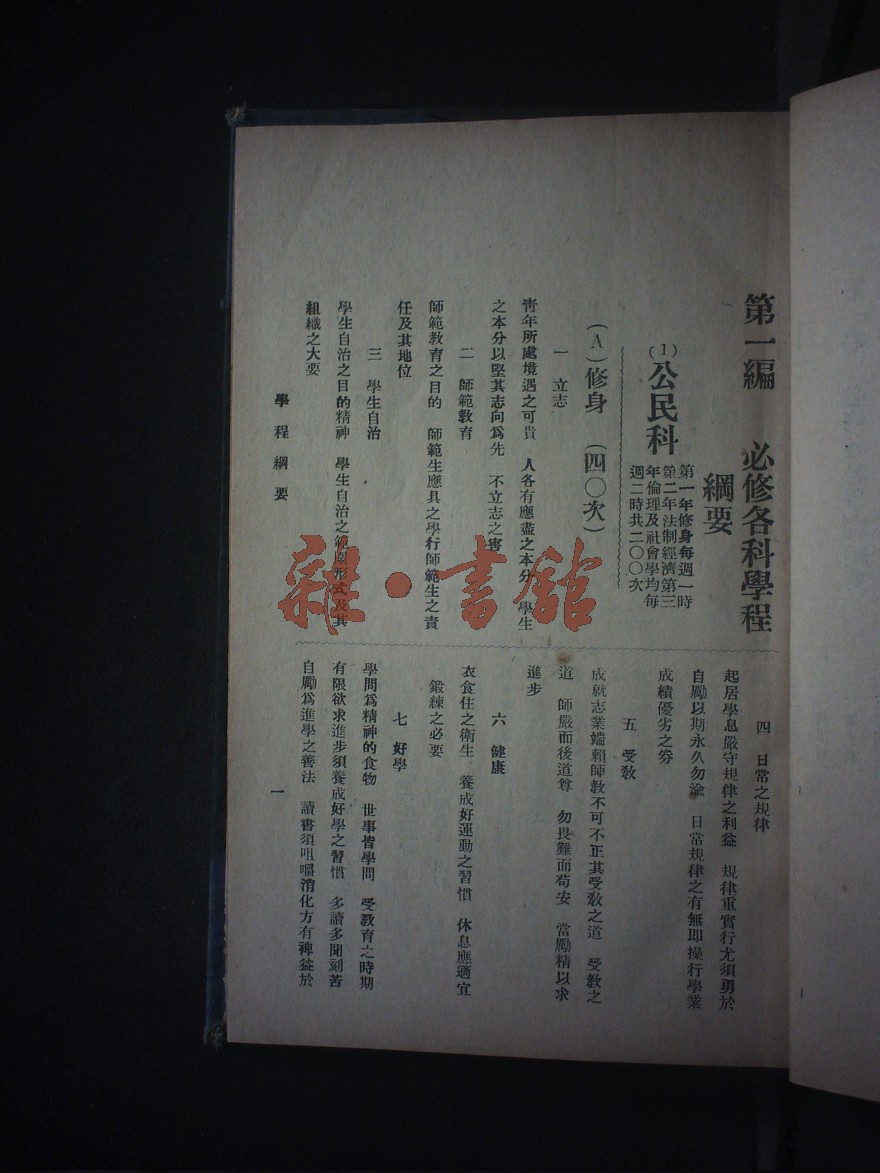 第一編　必修各科學程
綱要
(1)公民科
第一年修身每週一時
第二年法制經濟第三
年倫理及社會學均每
週二時共二〇〇次
(A)修身　(四〇次)
一　立志
青年所處境遇之可貴　人各有應盡之本分　學生
之本分以堅其志向爲先　不立志之害
二　師範教育
師範教育之目的　師範生應具之學行師範生之責
任及其地位
三　學生自治
學生自治之目的精神　學生自治之範圍形式及其
組織之大要
四　日常之規律
起居學息嚴守規律之利益　規律重實行尤須勇於
自勵以期永久勿渝　日常規律之有無即操行學業
成績優劣之券
五　受教
成就志業端賴師教不可不正其受教之道　受教之
道　師嚴而後道尊　勿畏難而苟安　當勵精以求
進步
六　健康
衣食住之衛生　養成好運動之習慣　休息應適宜
鍛練之必要
七　好學
學問爲精神的食物　世事皆學問　受教育之時期
有限欲求進步須養成好學之習慣　多讀多聞刻苦
自勵爲進學之善法　讀書須咀嚼消化方有裨益於
學程綱要
一
雜·書館